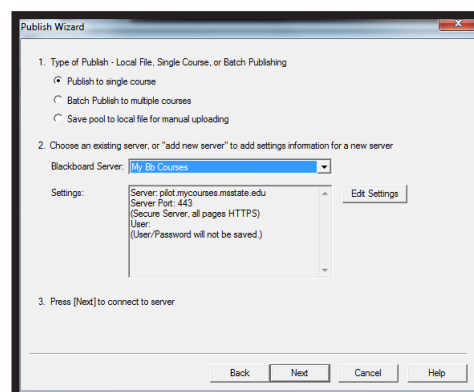 Publish Wizard
1. Type of Publish - Local File, Single Course, or Batch Publishing
Publish to single course
Batch Publish to multiple courses
Save pool to local file for manual uploading
2. Choose an existing server, or "add new server" to add settings information for a new server
Blackboard Server: My Bb Courses
Settings:
Server: pilot.mycourses.msstate.edu
Server Port: 443
(Secure Server, all pages HTTPS)
User:
(User/Password will not be saved.)
Edit Settings
3. Press [Next] to connect to server
Back Next Cancel Help